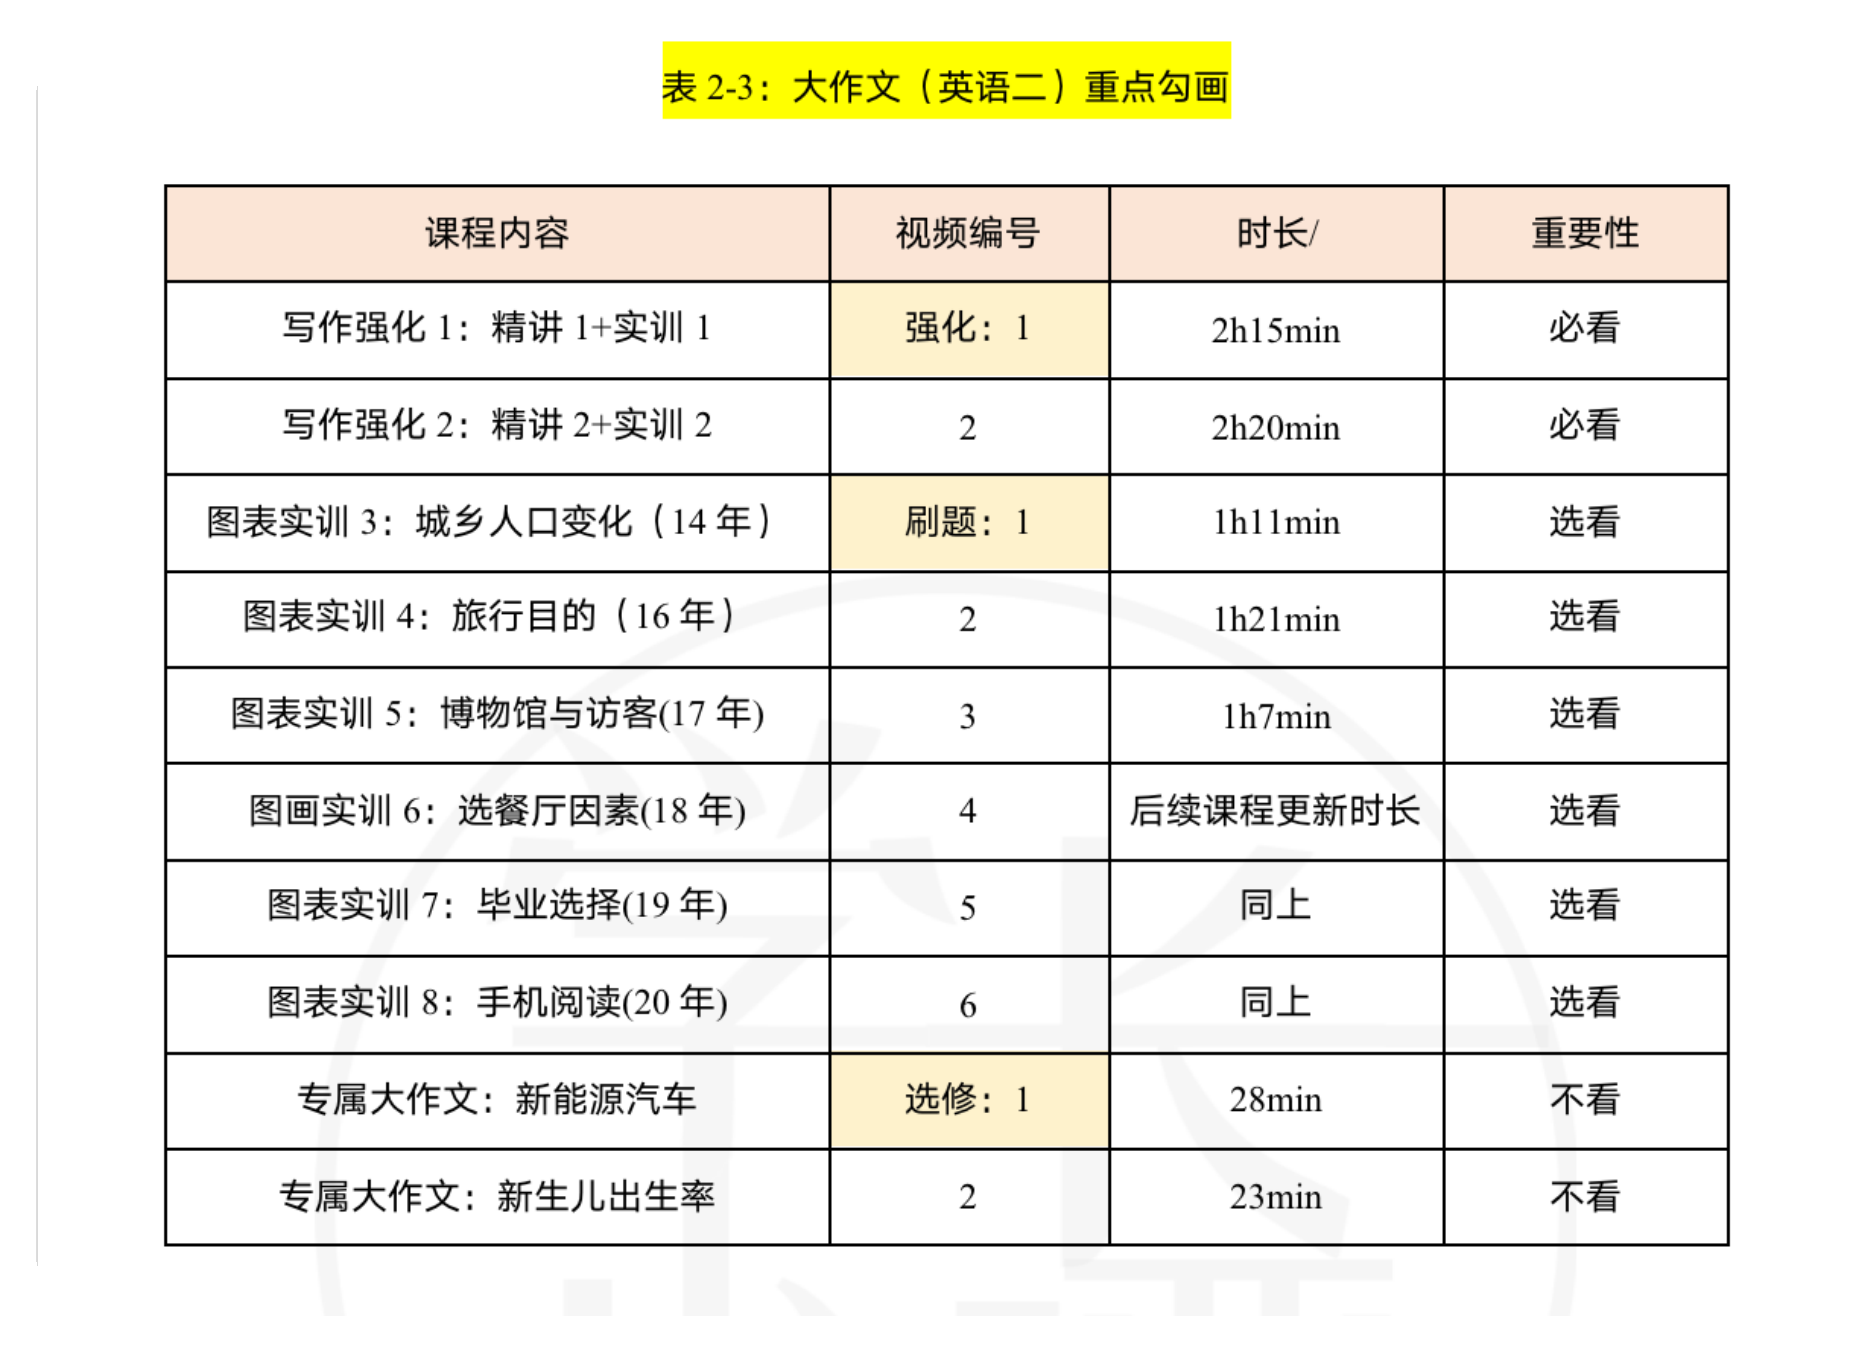 表 2-3：大作文（英语二）重点勾画
课程内容 视频编号 时长/ 重要性
写作强化 1：精讲 1+实训 1 强化：1 2h15min 必看
写作强化 2：精讲 2+实训 2 2 2h20min 必看
图表实训 3：城乡人口变化（14 年） 刷题：1 1h11min 选看
图表实训 4：旅行目的（16 年） 2 1h21min 选看
图表实训 5：博物馆与访客(17 年) 3 1h7min 选看
图画实训 6：选餐厅因素(18 年) 4 后续课程更新时长 选看
图表实训 7：毕业选择(19 年) 5 同上 选看
图表实训 8：手机阅读(20 年) 6 同上 选看
专属大作文：新能源汽车 选修：1 28min 不看
专属大作文：新生儿出生率 2 23min 不看
学长